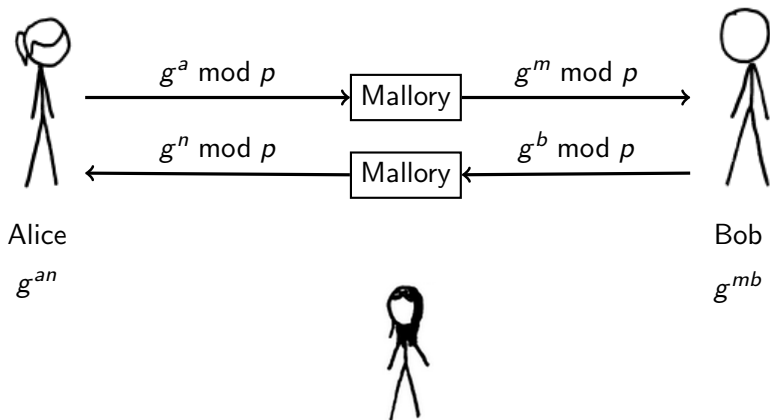 g^a mod p
g^m mod p
Mallory
g^n mod p
g^b mod p
Mallory
Alice
Bob
g^an
g^mb